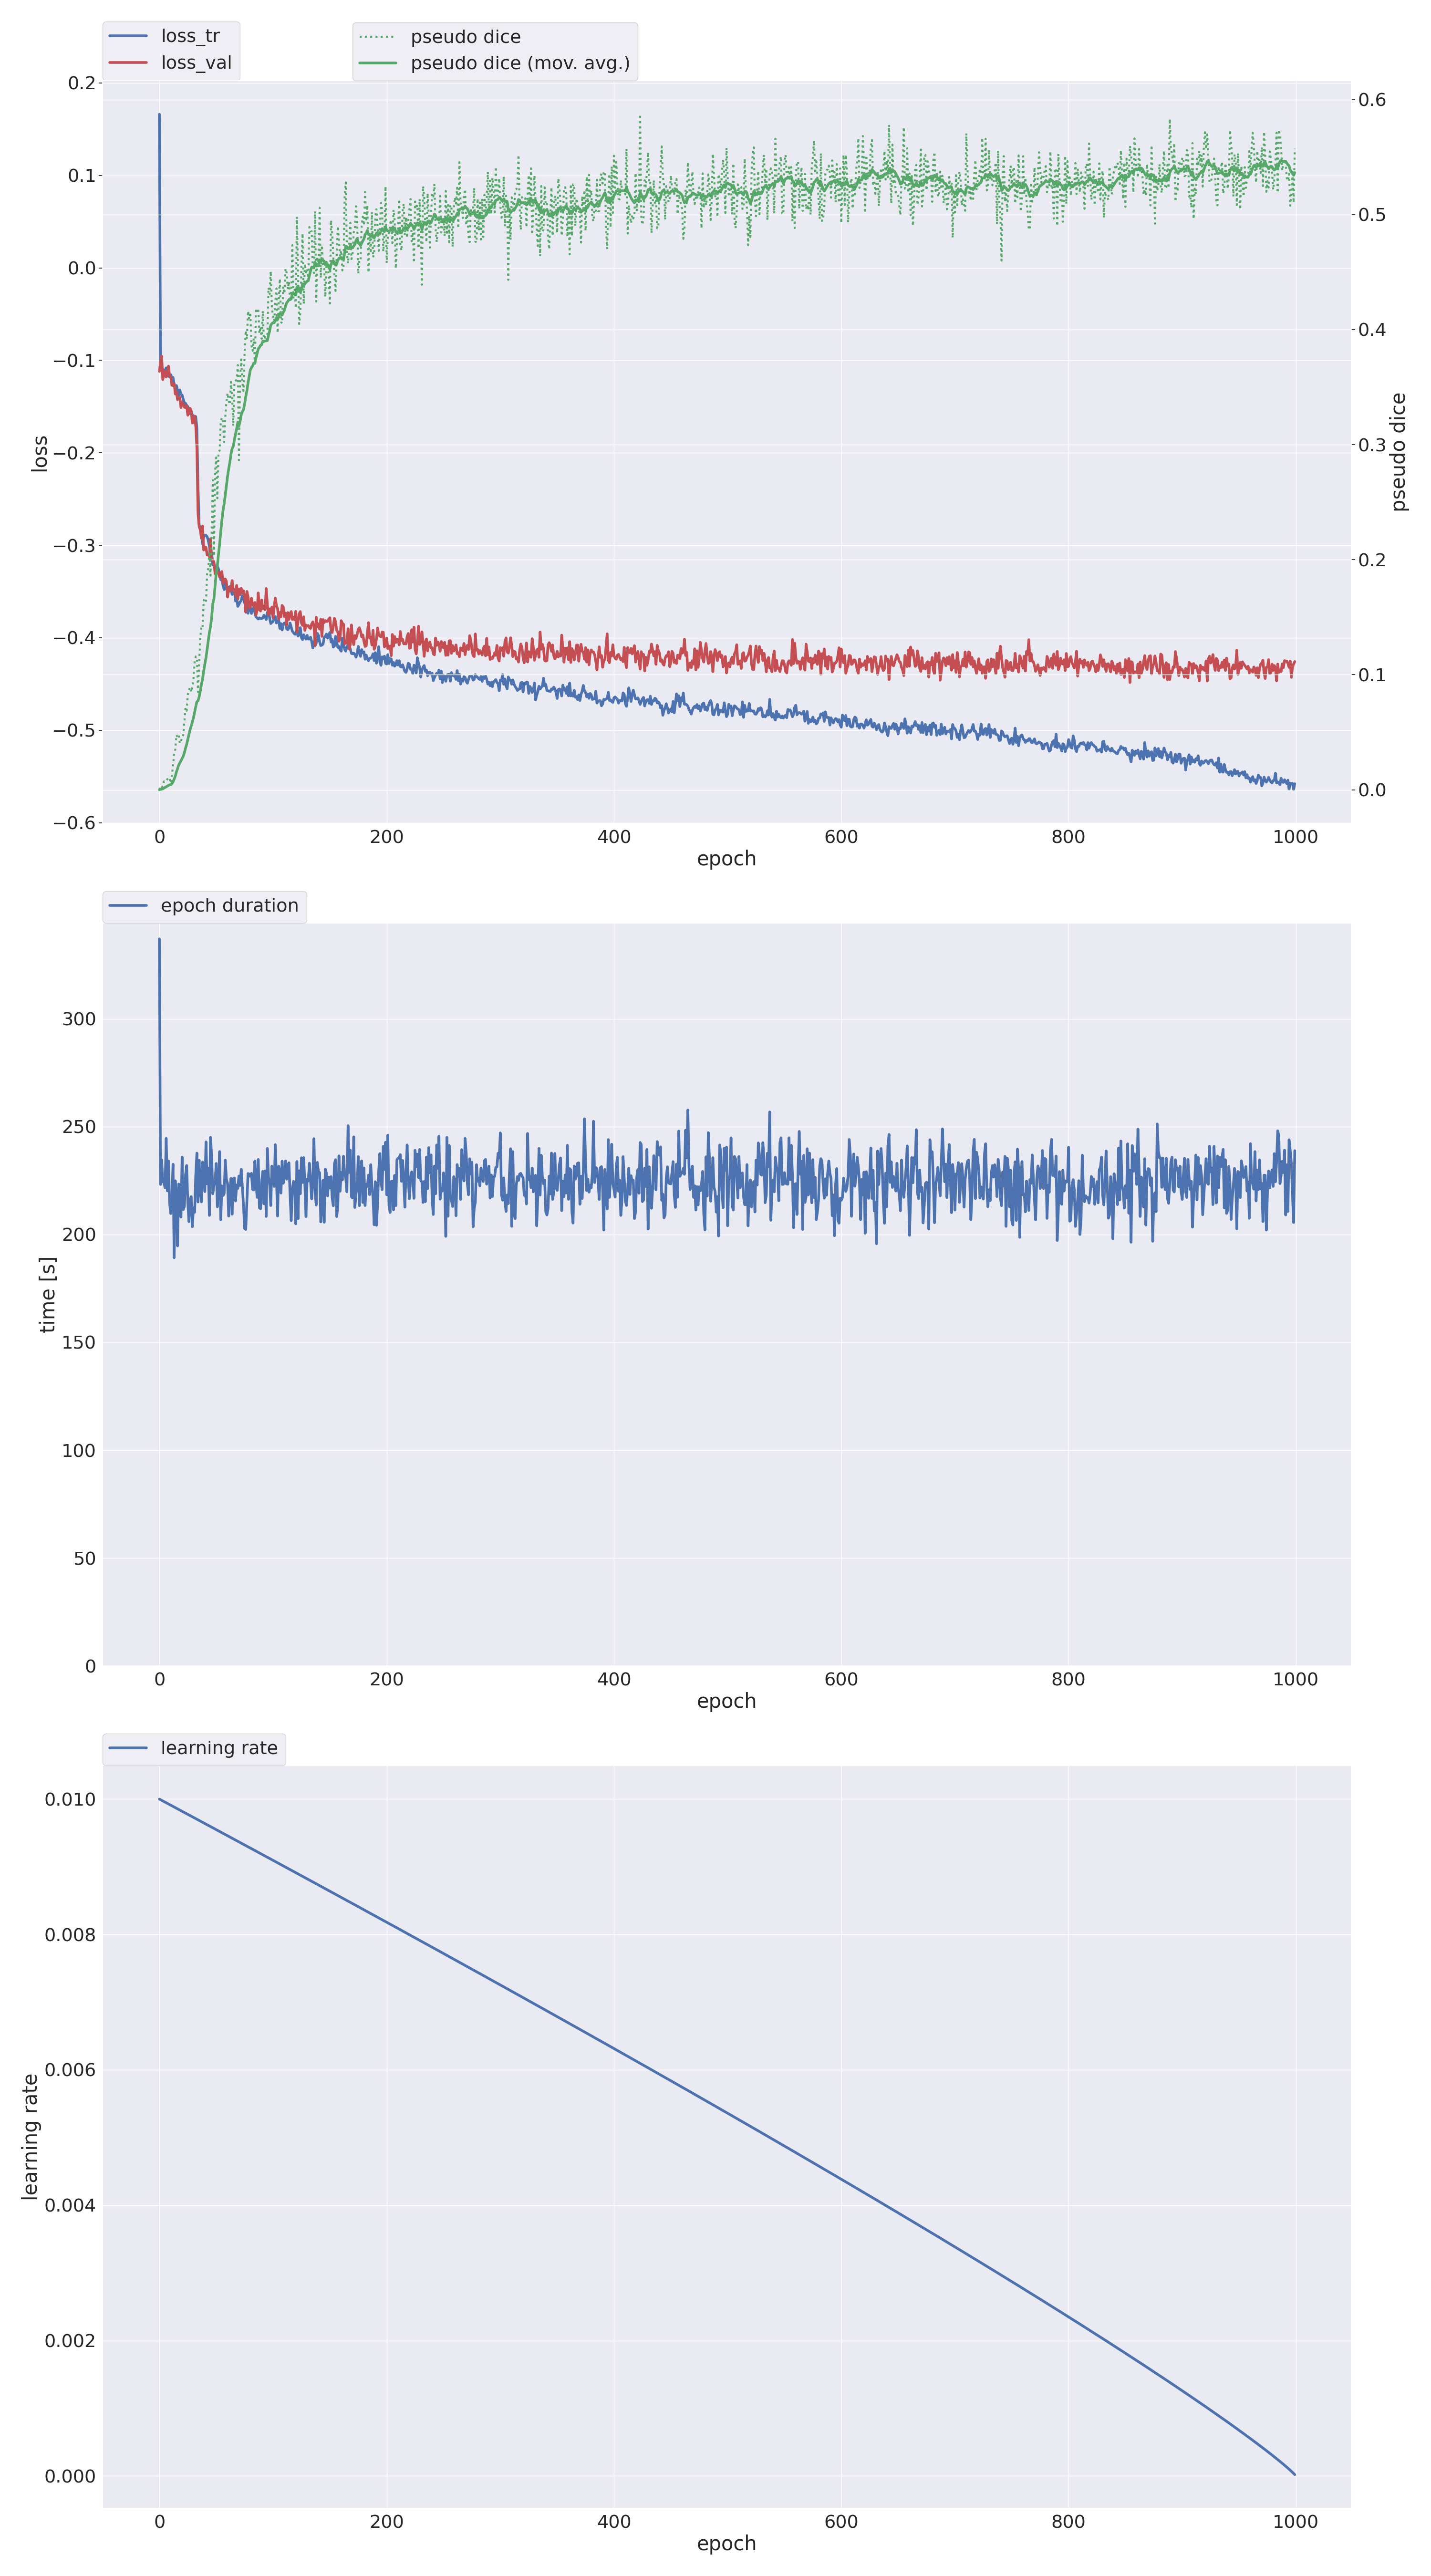 loss_tr
loss_val
pseudo dice
pseudo dice (mov. avg.)
0.2
0.1
0.0
−0.1
−0.2
−0.3
−0.4
−0.5
−0.6
loss
0.6
0.5
0.4
0.3
0.2
0.1
0.0
pseudo dice
0 200 400 600 800 1000
epoch
epoch duration
300
250
200
150
100
50
0
time [s]
0 200 400 600 800 1000
epoch
learning rate
0.010
0.008
0.006
0.004
0.002
0.000
learning rate
0 200 400 600 800 1000
epoch